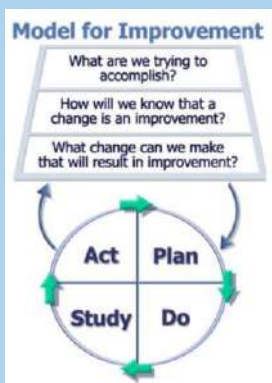 Model for Improvement
What are we trying to
accomplish?
How will we know that a
change is an improvement?
What change can we make
that will result in improvement?
Act
Plan
Study
Do